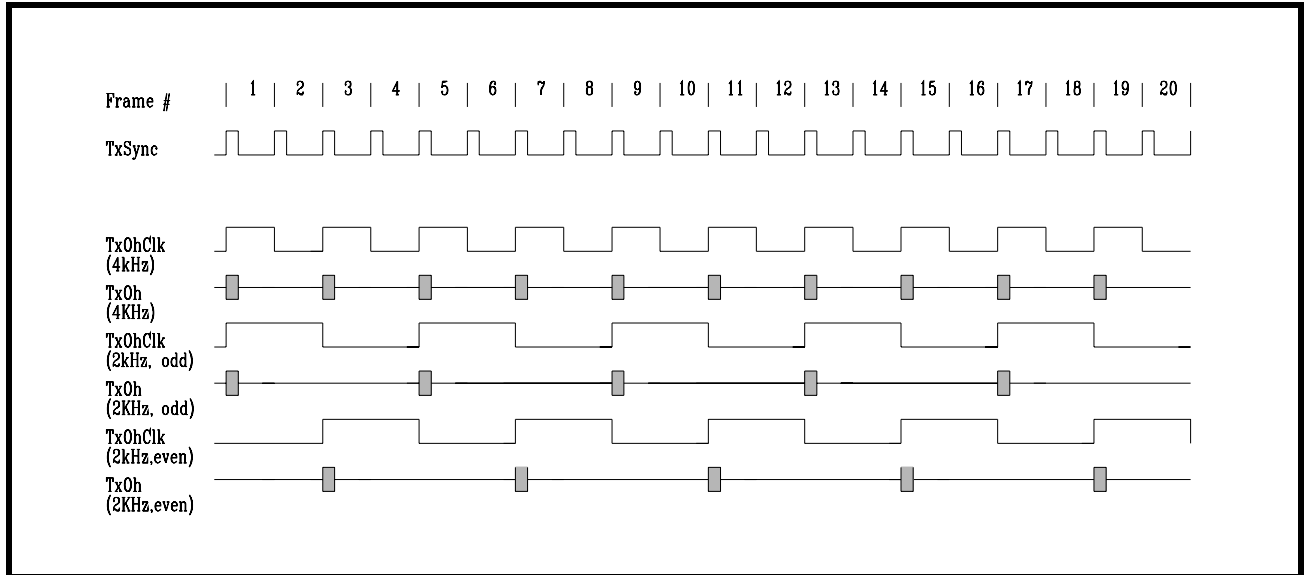 Frame # | 1 | 2 | 3 | 4 | 5 | 6 | 7 | 8 | 9 | 10 | 11 | 12 | 13 | 14 | 15 | 16 | 17 | 18 | 19 | 20 |
TxSync
TxOhClk
(4kHz)
TxOh
(4KHz)
TxOhClk
(2kHz, odd)
TxOh
(2KHz, odd)
TxOhClk
(2kHz,even)
TxOh
(2KHz,even)